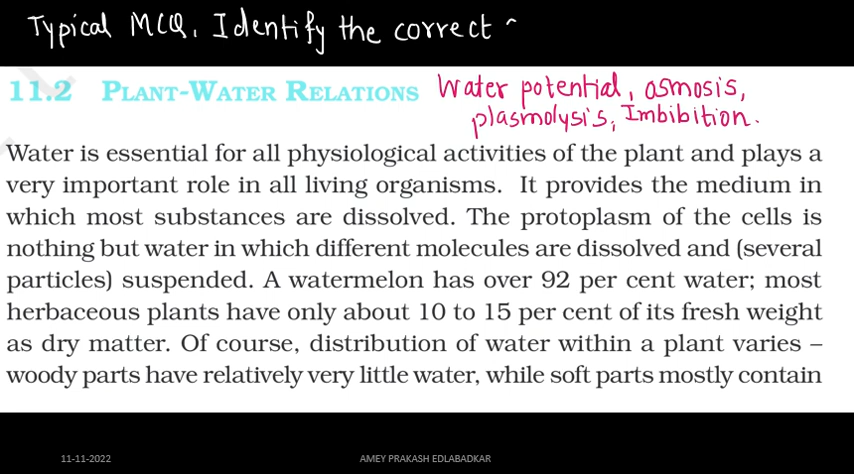 Typical MCQ. Identify the correct
11.2 PLANT-WATER RELATIONS Water potential, osmosis,
plasmolysis, Imbibition.
Water is essential for all physiological activities of the plant and plays a
very important role in all living organisms. It provides the medium in
which most substances are dissolved. The protoplasm of the cells is
nothing but water in which different molecules are dissolved and (several
particles) suspended. A watermelon has over 92 per cent water; most
herbaceous plants have only about 10 to 15 per cent of its fresh weight
as dry matter. Of course, distribution of water within a plant varies –
woody parts have relatively very little water, while soft parts mostly contain
11-11-2022 AMEY PRAKASH EDLABADKAR